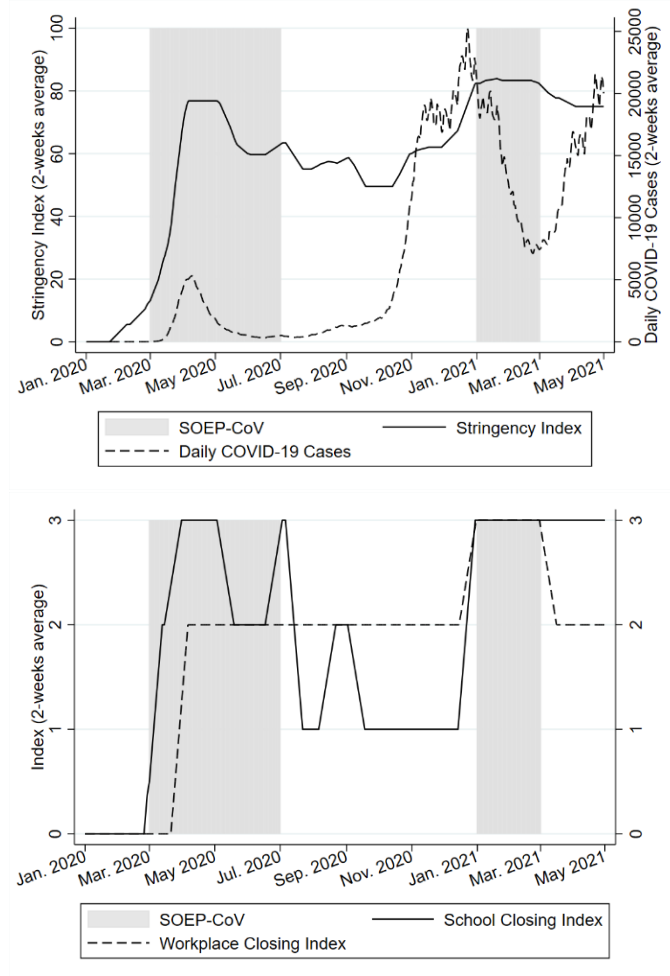 Stringency Index (2-weeks average)
0 20 40 60 80 100
Daily COVID-19 Cases (2-weeks average)
0 5000 10000 15000 20000 25000
Jan. 2020 Mar. 2020 May 2020 Jul. 2020 Sep. 2020 Nov. 2020 Jan. 2021 Mar. 2021 May 2021
SOEP-CoV Stringency Index
Daily COVID-19 Cases
Index (2-weeks average)
0 1 2 3
0 1 2 3
Jan. 2020 Mar. 2020 May 2020 Jul. 2020 Sep. 2020 Nov. 2020 Jan. 2021 Mar. 2021 May 2021
SOEP-CoV School Closing Index
Workplace Closing Index